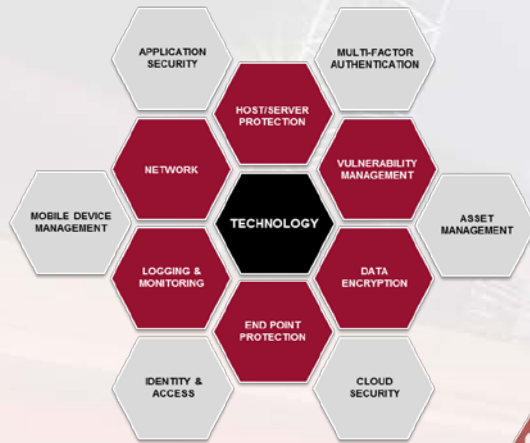 APPLICATION
SECURITY
MULTI-FACTOR
AUTHENTICATION
HOST/SERVER
PROTECTION
NETWORK
VULNERABILITY
MANAGEMENT
MOBILE DEVICE
MANAGEMENT
TECHNOLOGY
ASSET
MANAGEMENT
LOGGING &
MONITORING
DATA
ENCRYPTION
END POINT
PROTECTION
IDENTITY &
ACCESS
CLOUD
SECURITY